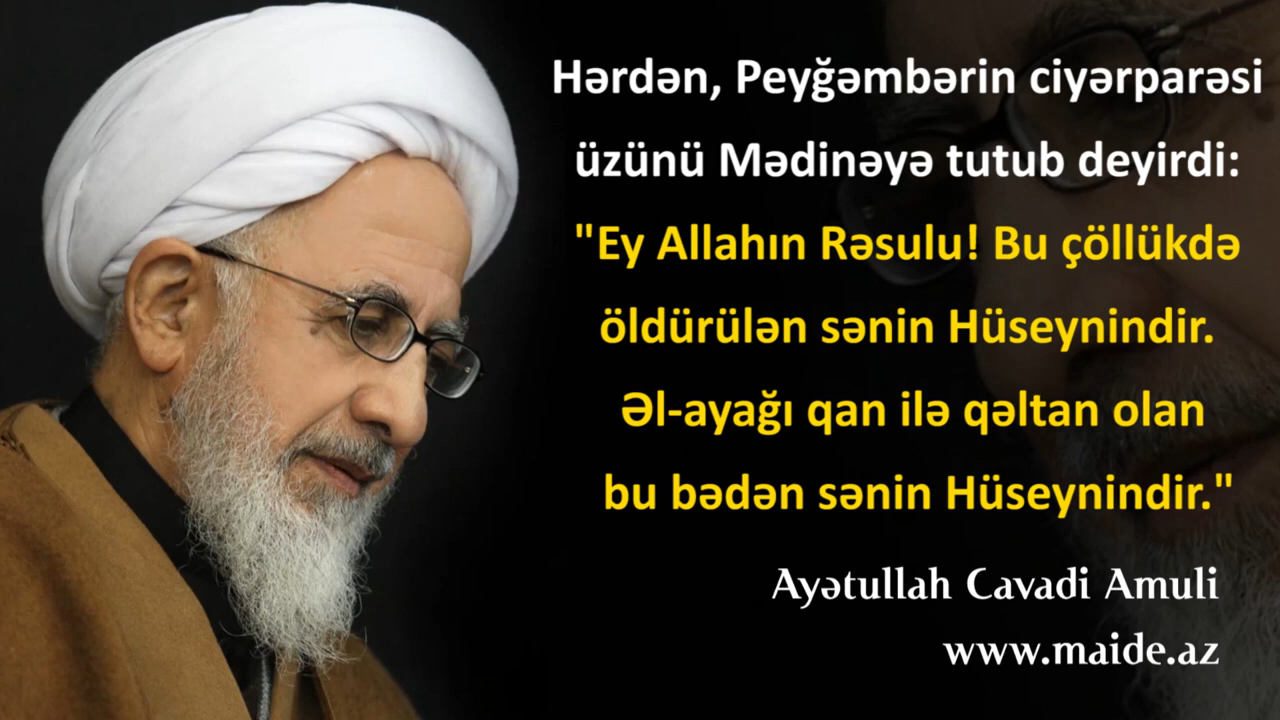 Hərdən, Peyğəmbərin ciyərparəsi
üzünü Mədinəyə tutub deyirdi:
"Ey Allahın Rəsulu! Bu çöllükdə
öldürülən sənin Hüseynindir.
Əl-ayağı qan ilə qəltan olan
bu bədən sənin Hüseynindir."
Ayətullah Cavadi Amuli
www.maide.az